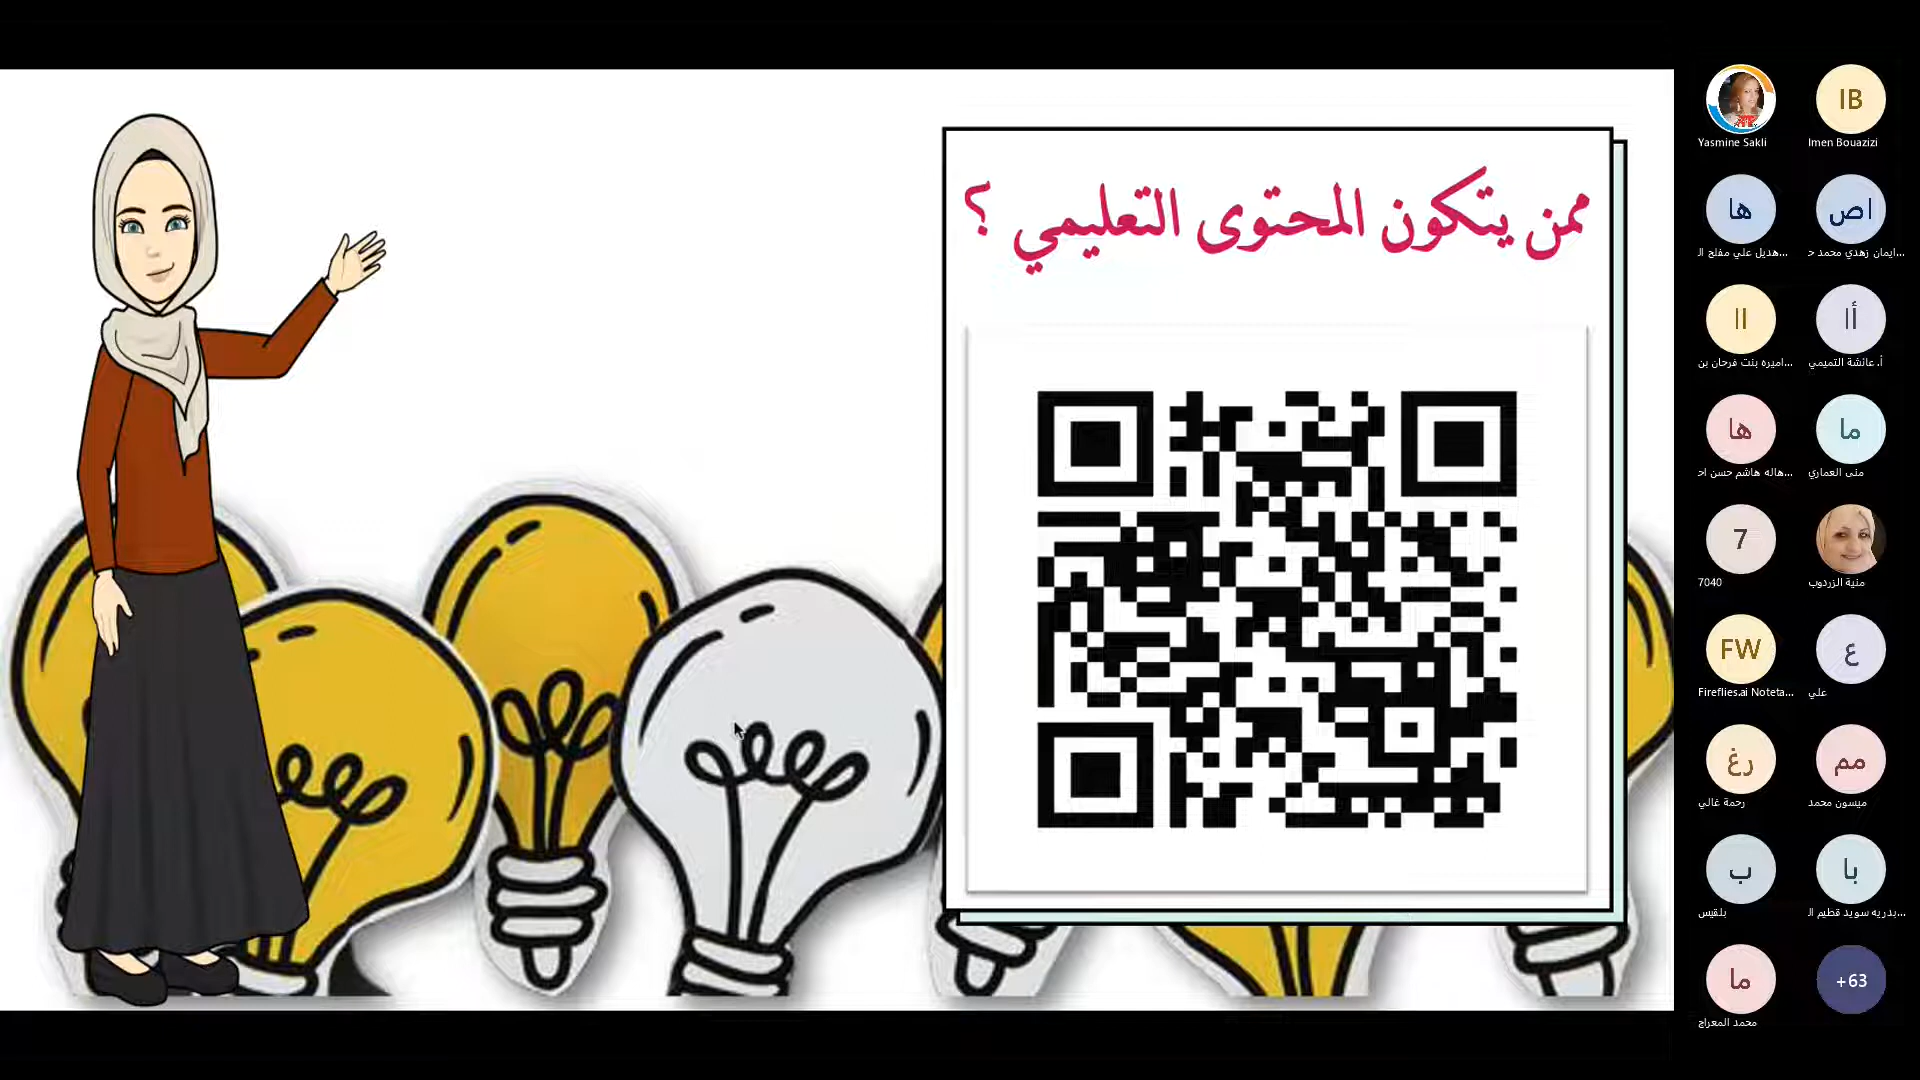 ممن يتكون المحتوى التعليمي ؟
Yasmine Sakli
IB
Imen Bouazizi
ها
هديل علي مفلح ال...
اص
ايمان زهدي محمد ح...
اا
اميره بنت فرحان بن...
أا
أ. عائشة التميمي
ها
هاله هاشم حسن اح...
ما
منى العماري
7
7040
منية الزردوب
FW
Fireflies.ai Noteta...
ع
علي
رغ
رحمة غالي
مم
ميسون محمد
ب
بلقيس
با
بدريه سويد قطيم ال...
ما
محمد المعراج
+63